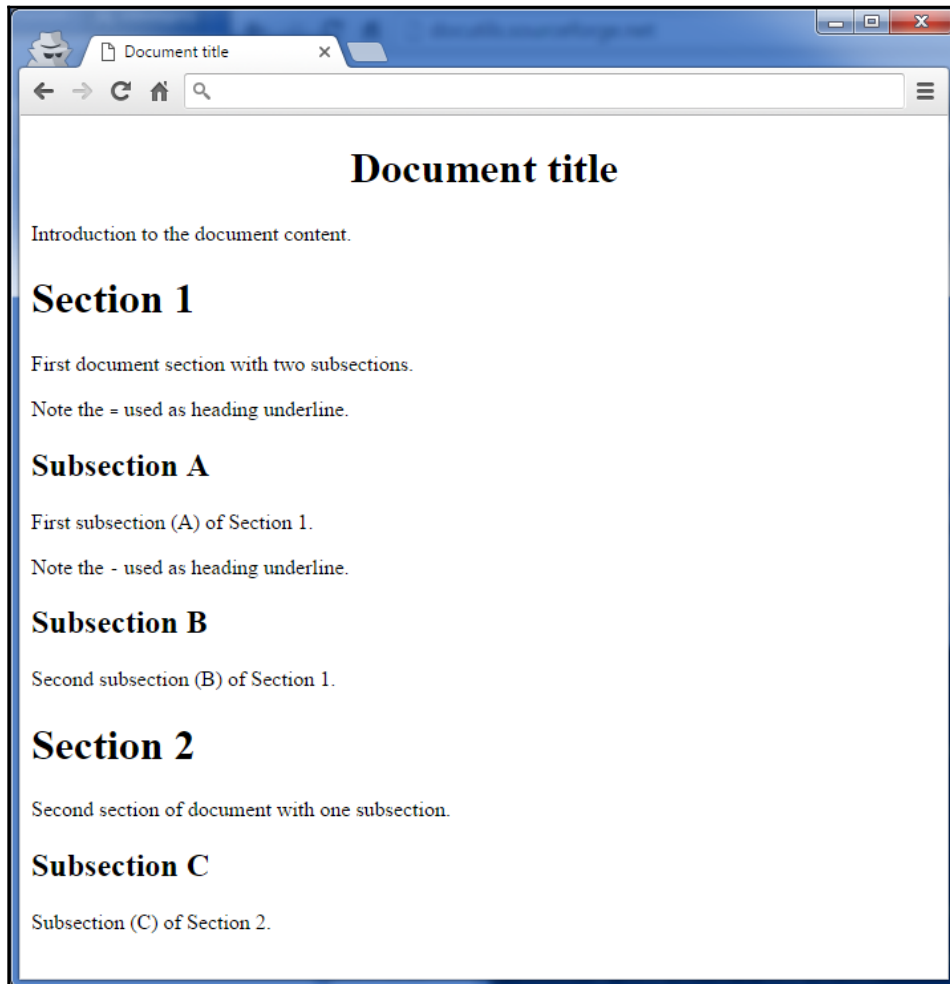 Document title
Document title
Introduction to the document content.
Section 1
First document section with two subsections.
Note the = used as heading underline.
Subsection A
First subsection (A) of Section 1.
Note the - used as heading underline.
Subsection B
Second subsection (B) of Section 1.
Section 2
Second section of document with one subsection.
Subsection C
Subsection (C) of Section 2.